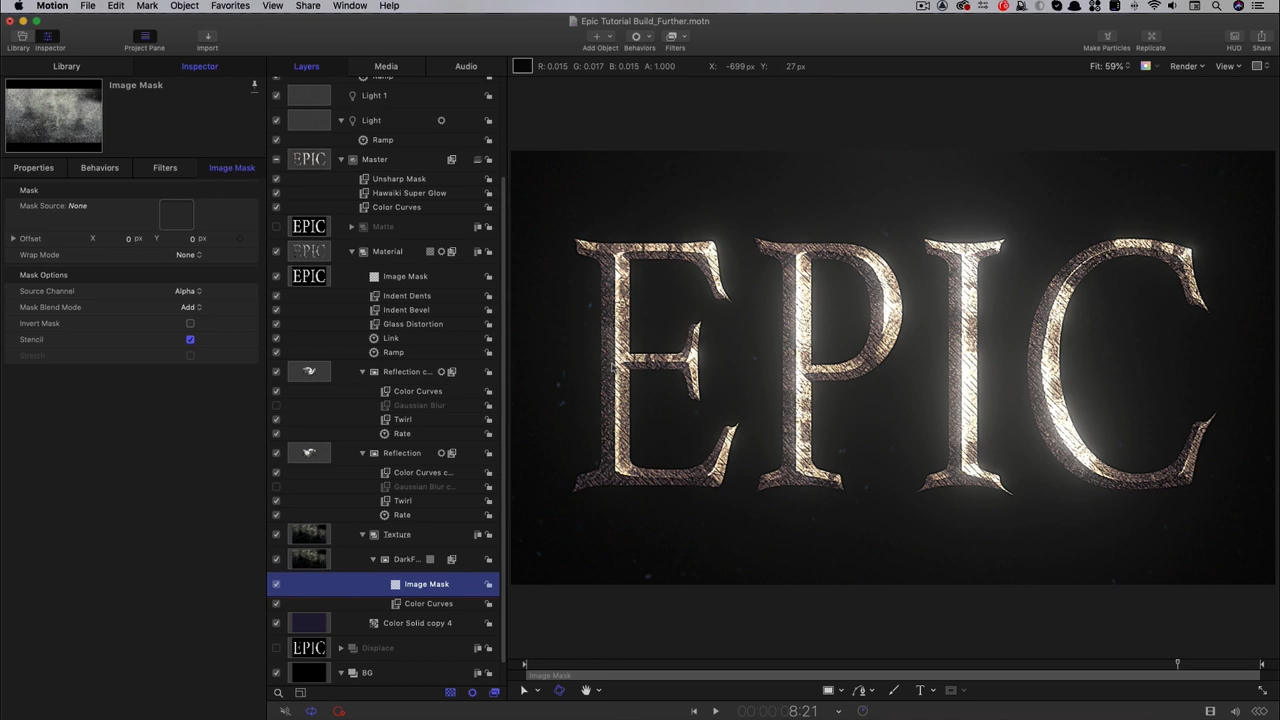 Motion File Edit Mark Object Favorites View Share Window Help
Epic Tutorial Build_Further.motn
Library Inspector Project Pane Import Add Object Behaviors Filters Make Particles Replicate HUD Share
Library Inspector Layers Media Audio R: 0.015 G: 0.017 B: 0.015 A: 1.000 X: -699 px Y: 27 px Fit: 59% Render View
Image Mask
Properties Behaviors Filters Image Mask
Mask
Mask Source: None
Offset X 0 px Y 0 px
Wrap Mode None
Mask Options
Source Channel Alpha
Mask Blend Mode Add
Invert Mask
Stencil
Stretch
Ramp
Light 1
Light
Ramp
EPIC Master
Unsharp Mask
Hawaiki Super Glow
Color Curves
EPIC Matte
EPIC Material
EPIC Image Mask
Indent Dents
Indent Bevel
Glass Distortion
Link
Ramp
Reflection c...
Color Curves
Gaussian Blur
Twirl
Rate
Reflection
Color Curves c...
Gaussian Blur c...
Twirl
Rate
Texture
DarkF...
Image Mask
Color Curves
Color Solid copy 4
EPIC Displace
BG
EPIC
Image Mask
T
8:21